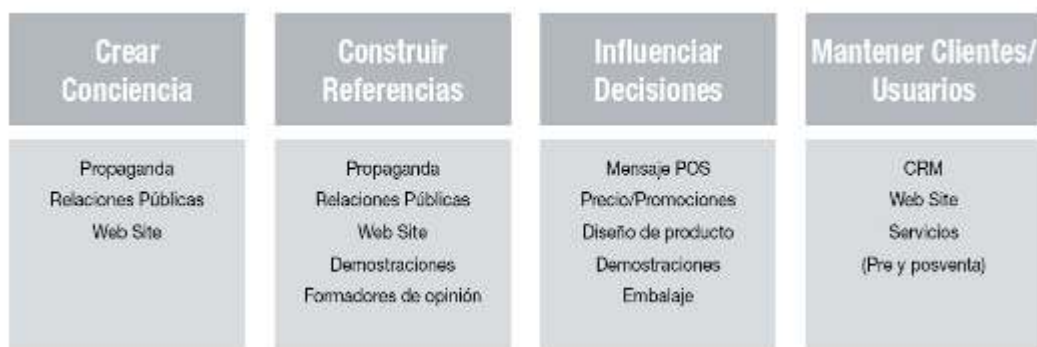 Crear
Conciencia
Propaganda
Relaciones Públicas
Web Site
Construir
Referencias
Propaganda
Relaciones Públicas
Web Site
Demostraciones
Formadores de opinión
Influenciar
Decisiones
Mensaje POS
Precio/Promociones
Diseño de producto
Demostraciones
Embalaje
Mantener Clientes/
Usuarios
CRM
Web Site
Servicios
(Pre y posventa)